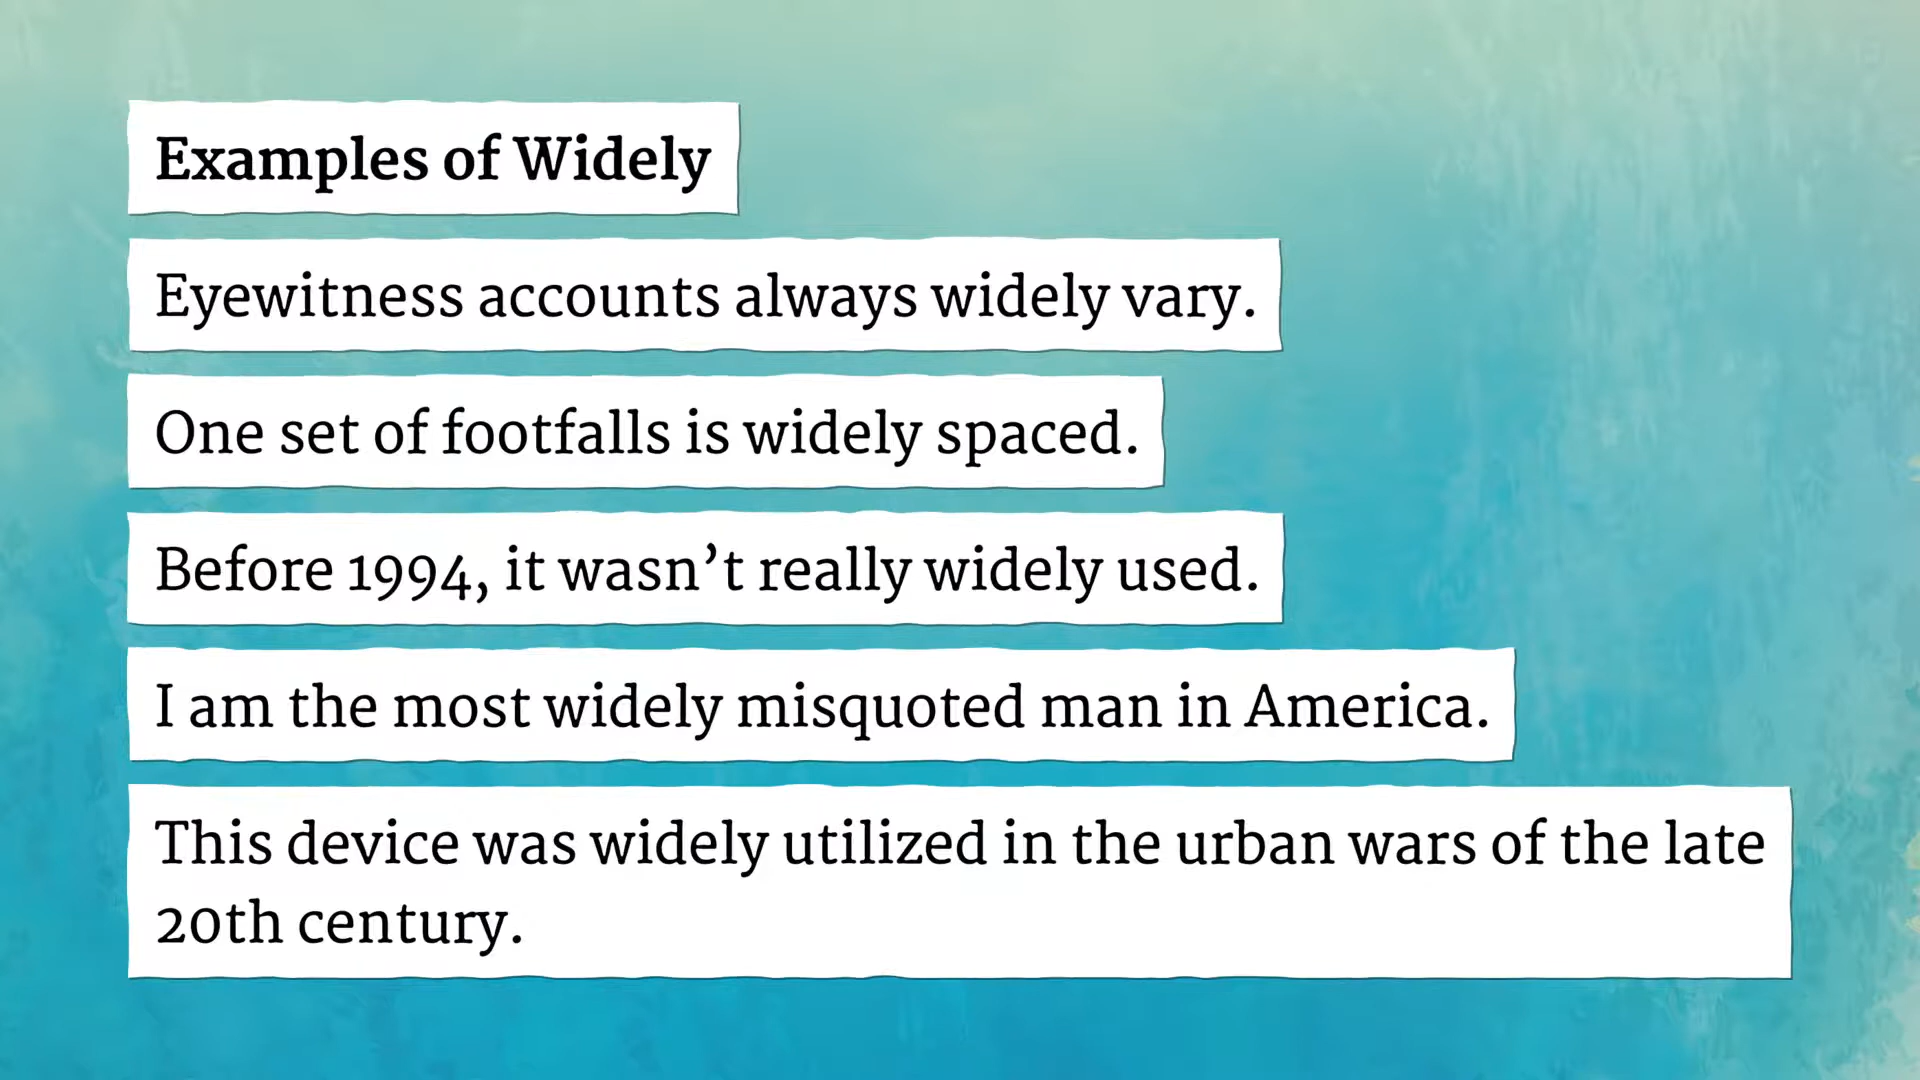 Examples of Widely
Eyewitness accounts always widely vary.
One set of footfalls is widely spaced.
Before 1994, it wasn’t really widely used.
I am the most widely misquoted man in America.
This device was widely utilized in the urban wars of the late
20th century.